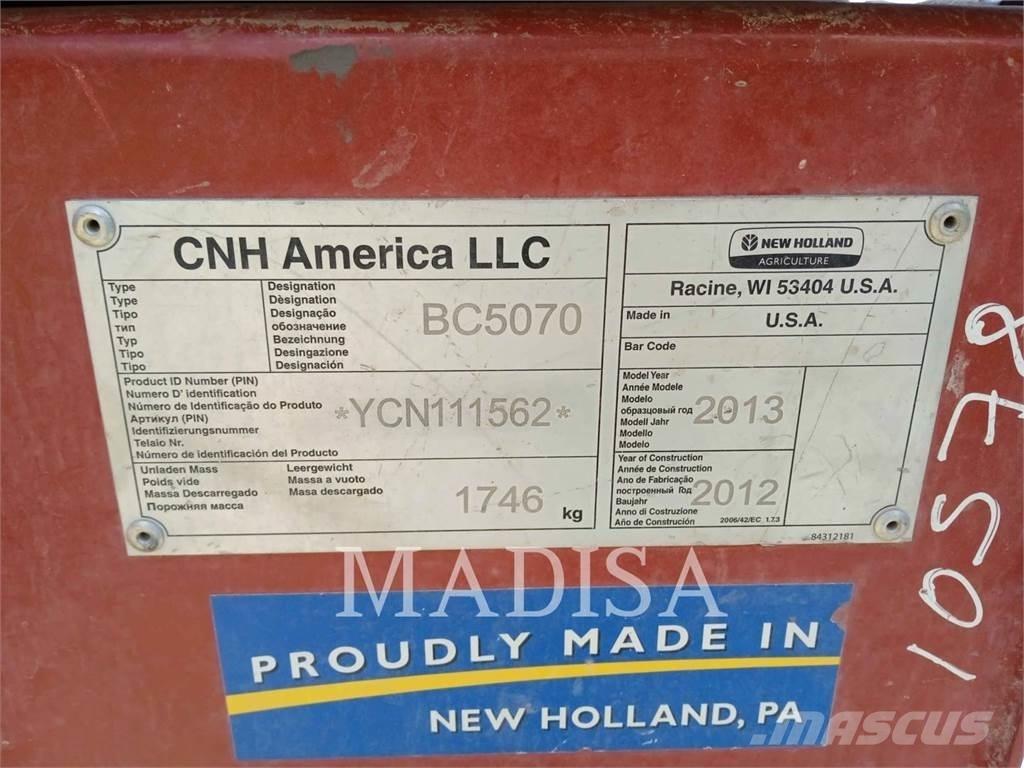 CNH America LLC
Type
Type
Tipo
тип
Typ
Tipo
Tipo
Designation
Dèsignation
Designação
обозначение
Bezeichnung
Desingazione
Designación
BC5070
Product ID Number (PIN)
Numero D' identification
Número de Identificação do Produto
Артикул (PIN)
Identifizierungsnummer
Telaio Nr.
Número de identificación del Producto
*YCN111562*
Unladen Mass
Poids vide
Massa Descarregado
Порожняя масса
Leergewicht
Massa a vuoto
Masa descargado
1746 kg
NEW HOLLAND
AGRICULTURE
Racine, WI 53404 U.S.A.
Made in
U.S.A.
Bar Code
Model Year
Année Modele
Modelo
образцовый год
Modell Jahr
Modello
Modelo
2013
Year of Construction
Année de Construction
Ano de Fabricação
построенный Год
Baujahr
Anno di Costruzione
Año de Construción
2012
2006/42/EC 1.7.3
84312181
10578
MADISA
PROUDLY MADE IN
NEW HOLLAND, PA
MASCUS